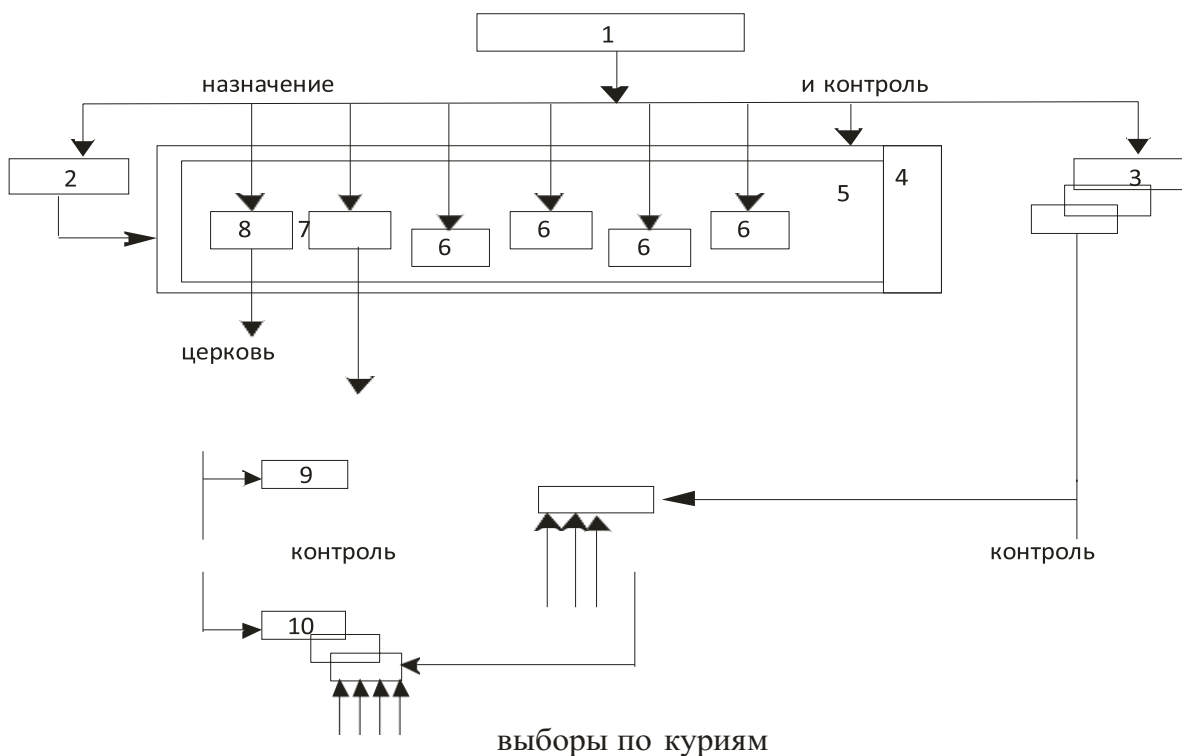 1
назначение и контроль
2 3
4
5
8 7 6 6 6 6
церковь
9
контроль контроль
10
выборы по куриям